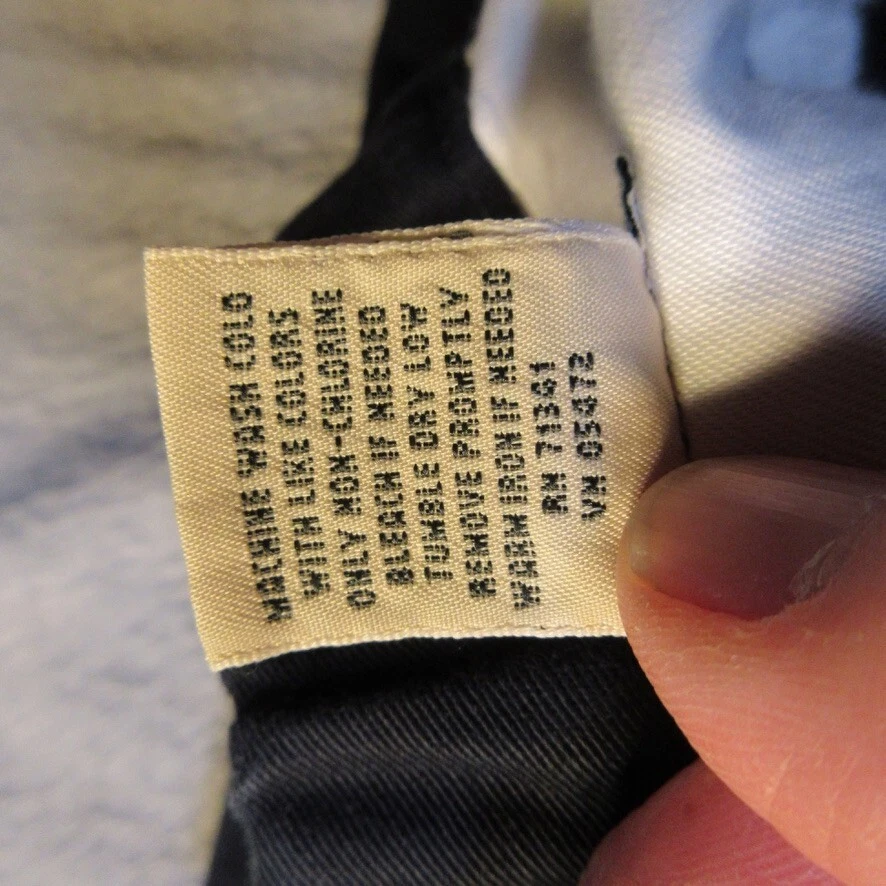 MACHINE WASH COLD
WITH LIKE COLORS
ONLY NON-CHLORINE
BLEACH IF NEEDED
TUMBLE DRY LOW
REMOVE PROMPTLY
WARM IRON IF NEEDED
RN 71341
VN 05472